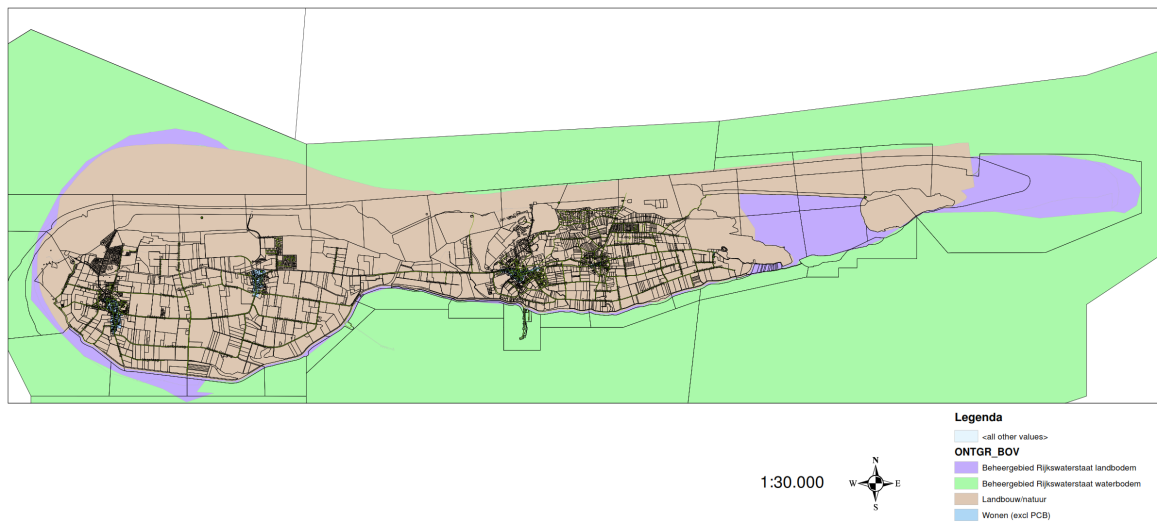 Legenda
<all other values>
ONTGR_BOV
Beheergebied Rijkswaterstaat landbodem
Beheergebied Rijkswaterstaat waterbodem
Landbouw/natuur
Wonen (excl PCB)
1:30.000
N
W E
S